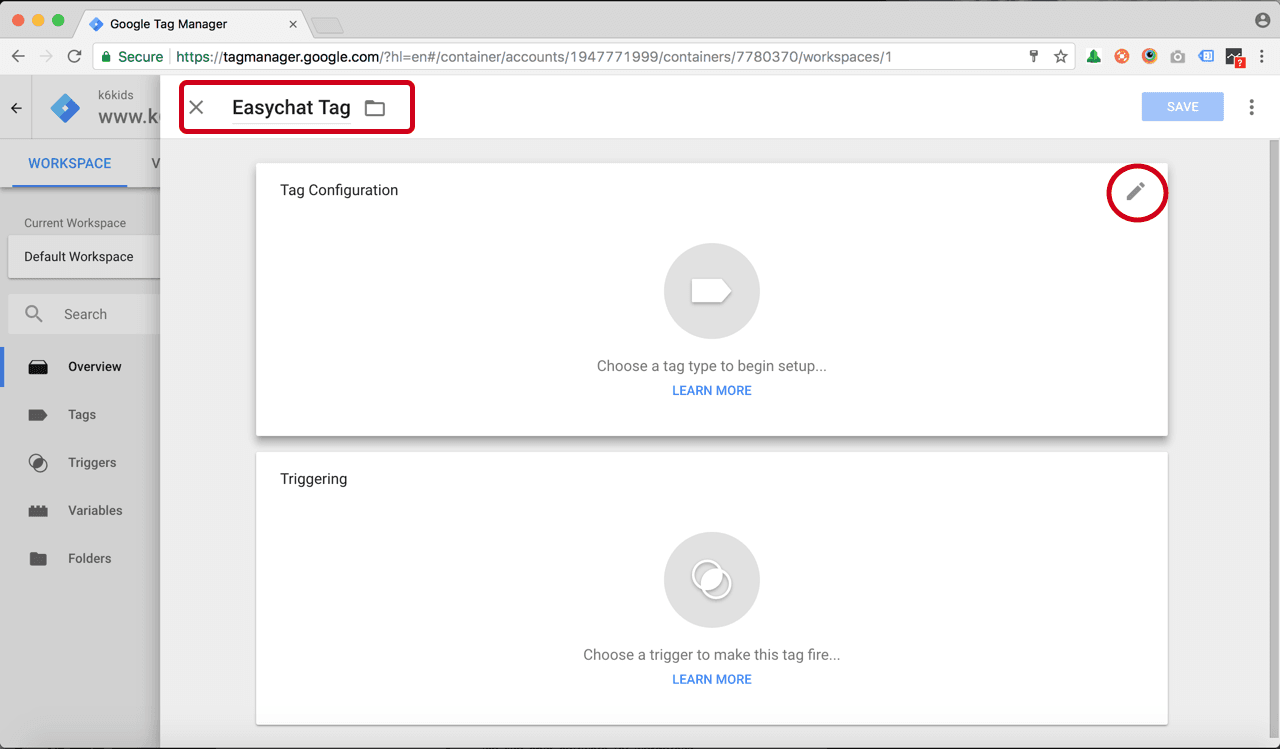 Google Tag Manager
Secure
https://tagmanager.google.com/?hl=en#/container/accounts/1947771999/containers/7780370/workspaces/1
k6kids
www.k6
Easychat Tag
SAVE
WORKSPACE
V
Current Workspace
Default Workspace
Search
Overview
Tags
Triggers
Variables
Folders
Tag Configuration
Choose a tag type to begin setup...
LEARN MORE
Triggering
Choose a trigger to make this tag fire...
LEARN MORE